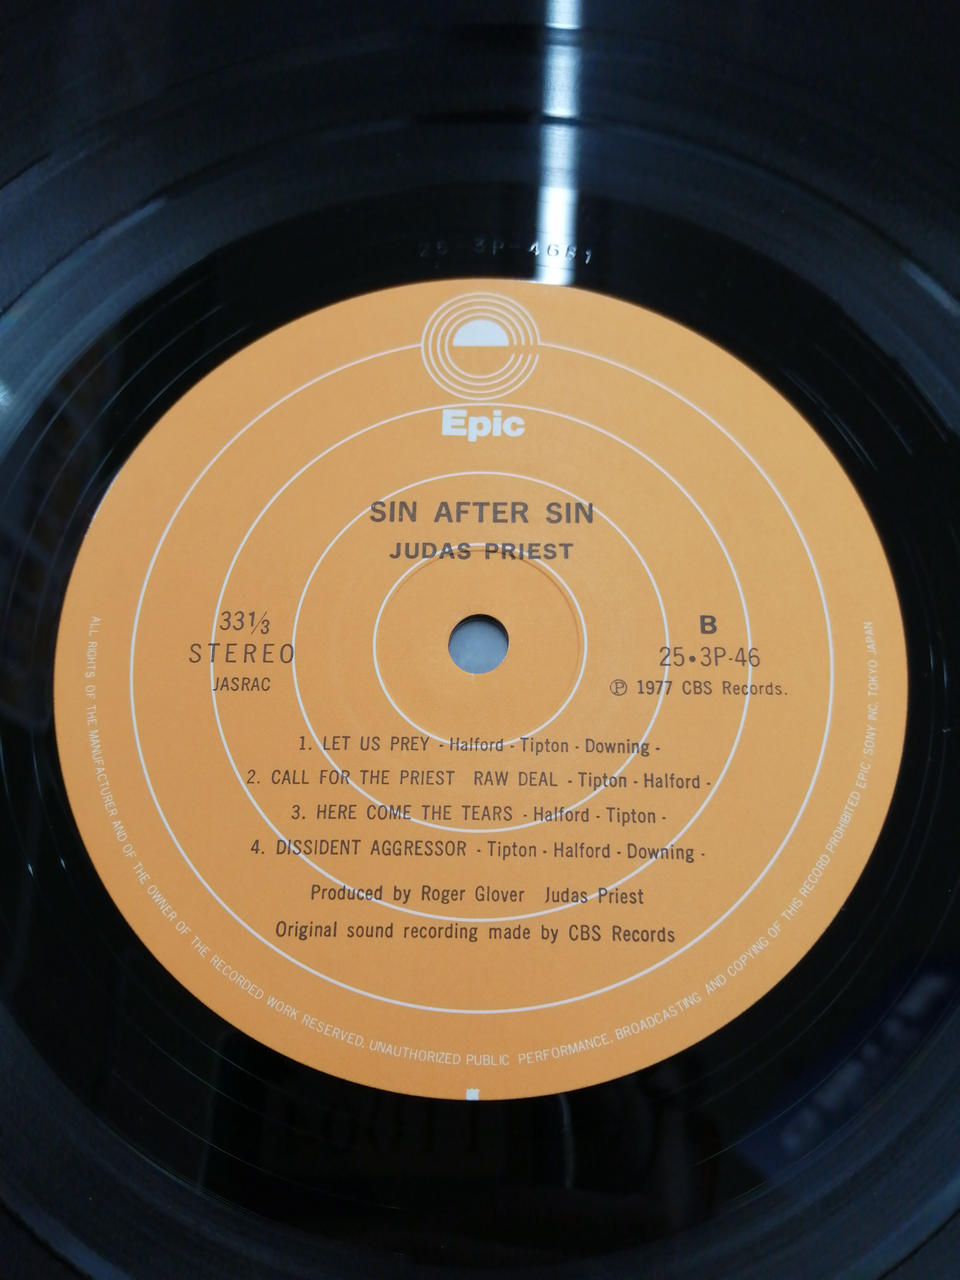 25-3P-46B1
Epic
SIN AFTER SIN
JUDAS PRIEST
33⅓
STEREO
JASRAC
B
25•3P-46
Ⓟ 1977 CBS Records.
1. LET US PREY - Halford - Tipton - Downing -
2. CALL FOR THE PRIEST RAW DEAL - Tipton - Halford -
3. HERE COME THE TEARS - Halford - Tipton -
4. DISSIDENT AGGRESSOR - Tipton - Halford - Downing -
Produced by Roger Glover Judas Priest
Original sound recording made by CBS Records
ALL RIGHTS OF THE MANUFACTURER AND OF THE OWNER OF THE RECORDED WORK RESERVED. UNAUTHORIZED PUBLIC PERFORMANCE, BROADCASTING AND COPYING OF THIS RECORD PROHIBITED EPIC/SONY INC. TOKYO JAPAN